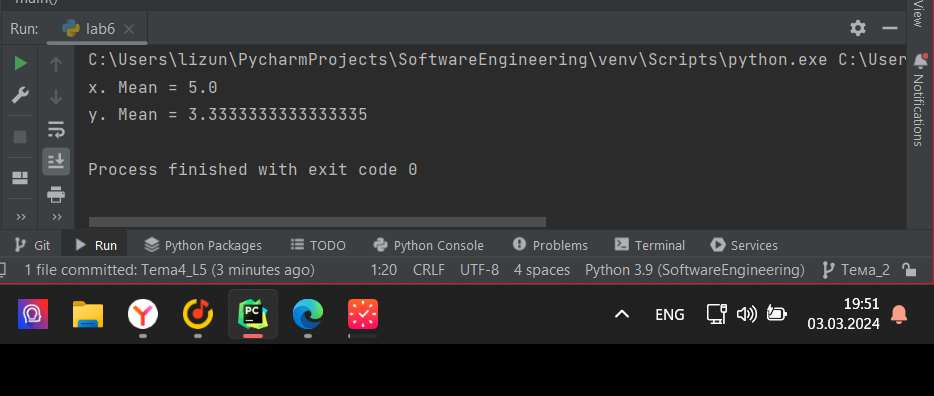 main()
Run: lab6
C:\Users\lizun\PycharmProjects\SoftwareEngineering\venv\Scripts\python.exe C:\User
x. Mean = 5.0
y. Mean = 3.3333333333333335
Process finished with exit code 0
View
Notifications
Git Run Python Packages TODO Python Console Problems Terminal Services
1 file committed: Tema4_L5 (3 minutes ago) 1:20 CRLF UTF-8 4 spaces Python 3.9 (SoftwareEngineering) Тема_2
PC
ENG
19:51
03.03.2024